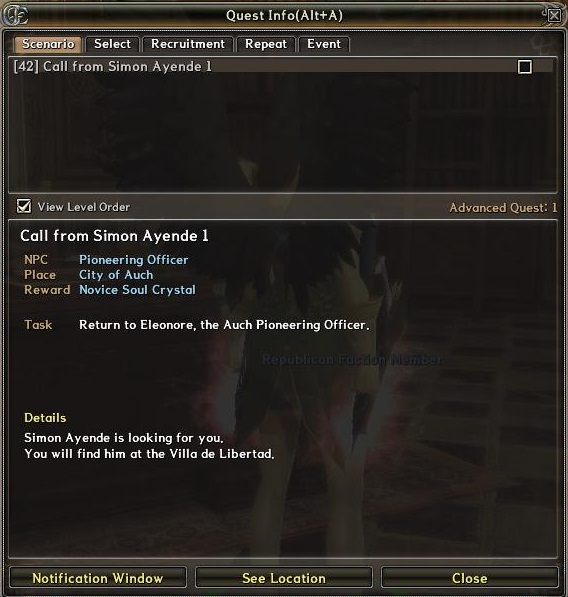 Quest Info(Alt+A)
Scenario Select Recruitment Repeat Event
[42] Call from Simon Ayende 1
View Level Order Advanced Quest: 1
Call from Simon Ayende 1
NPC Pioneering Officer
Place City of Auch
Reward Novice Soul Crystal
Task Return to Eleonore, the Auch Pioneering Officer.
Republican Faction Member
Details
Simon Ayende is looking for you.
You will find him at the Villa de Libertad.
Notification Window See Location Close